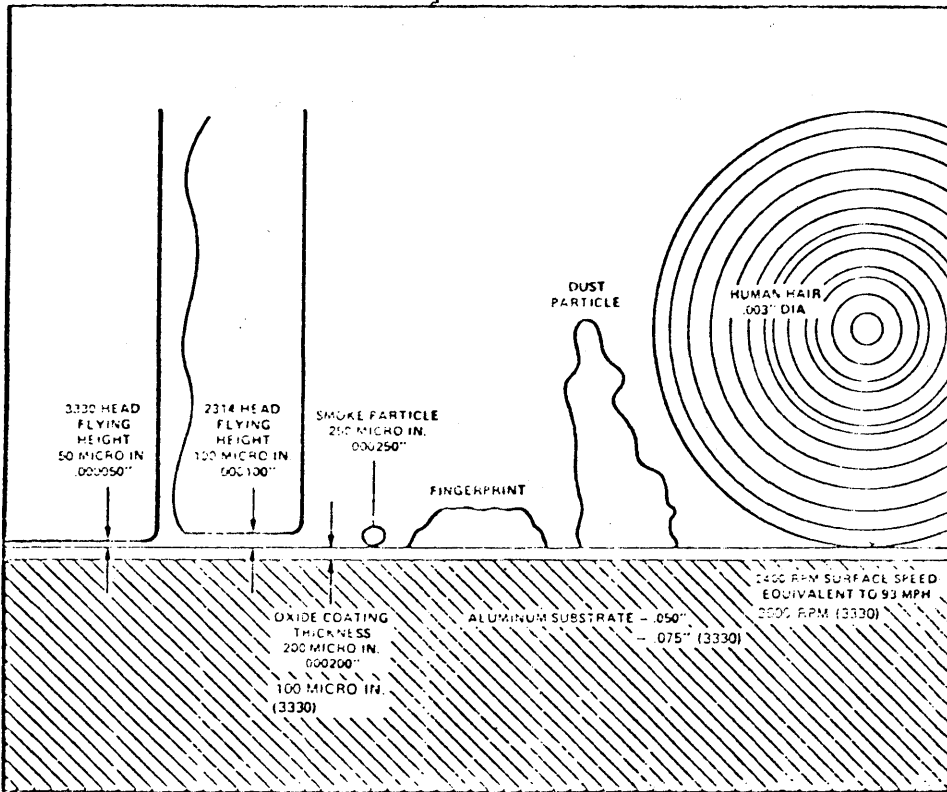 DUST
PARTICLE
HUMAN HAIR
.003" DIA
3330 HEAD
FLYING
HEIGHT
50 MICRO IN
.000050"
2314 HEAD
FLYING
HEIGHT
100 MICRO IN
.000100"
SMOKE PARTICLE
250 MICRO IN.
.000250"
FINGERPRINT
OXIDE COATING
THICKNESS
200 MICRO IN.
.000200"
100 MICRO IN.
(3330)
ALUMINUM SUBSTRATE – .050"
– .075" (3330)
2400 RPM SURFACE SPEED
EQUIVALENT TO 93 MPH
RPM (3330)